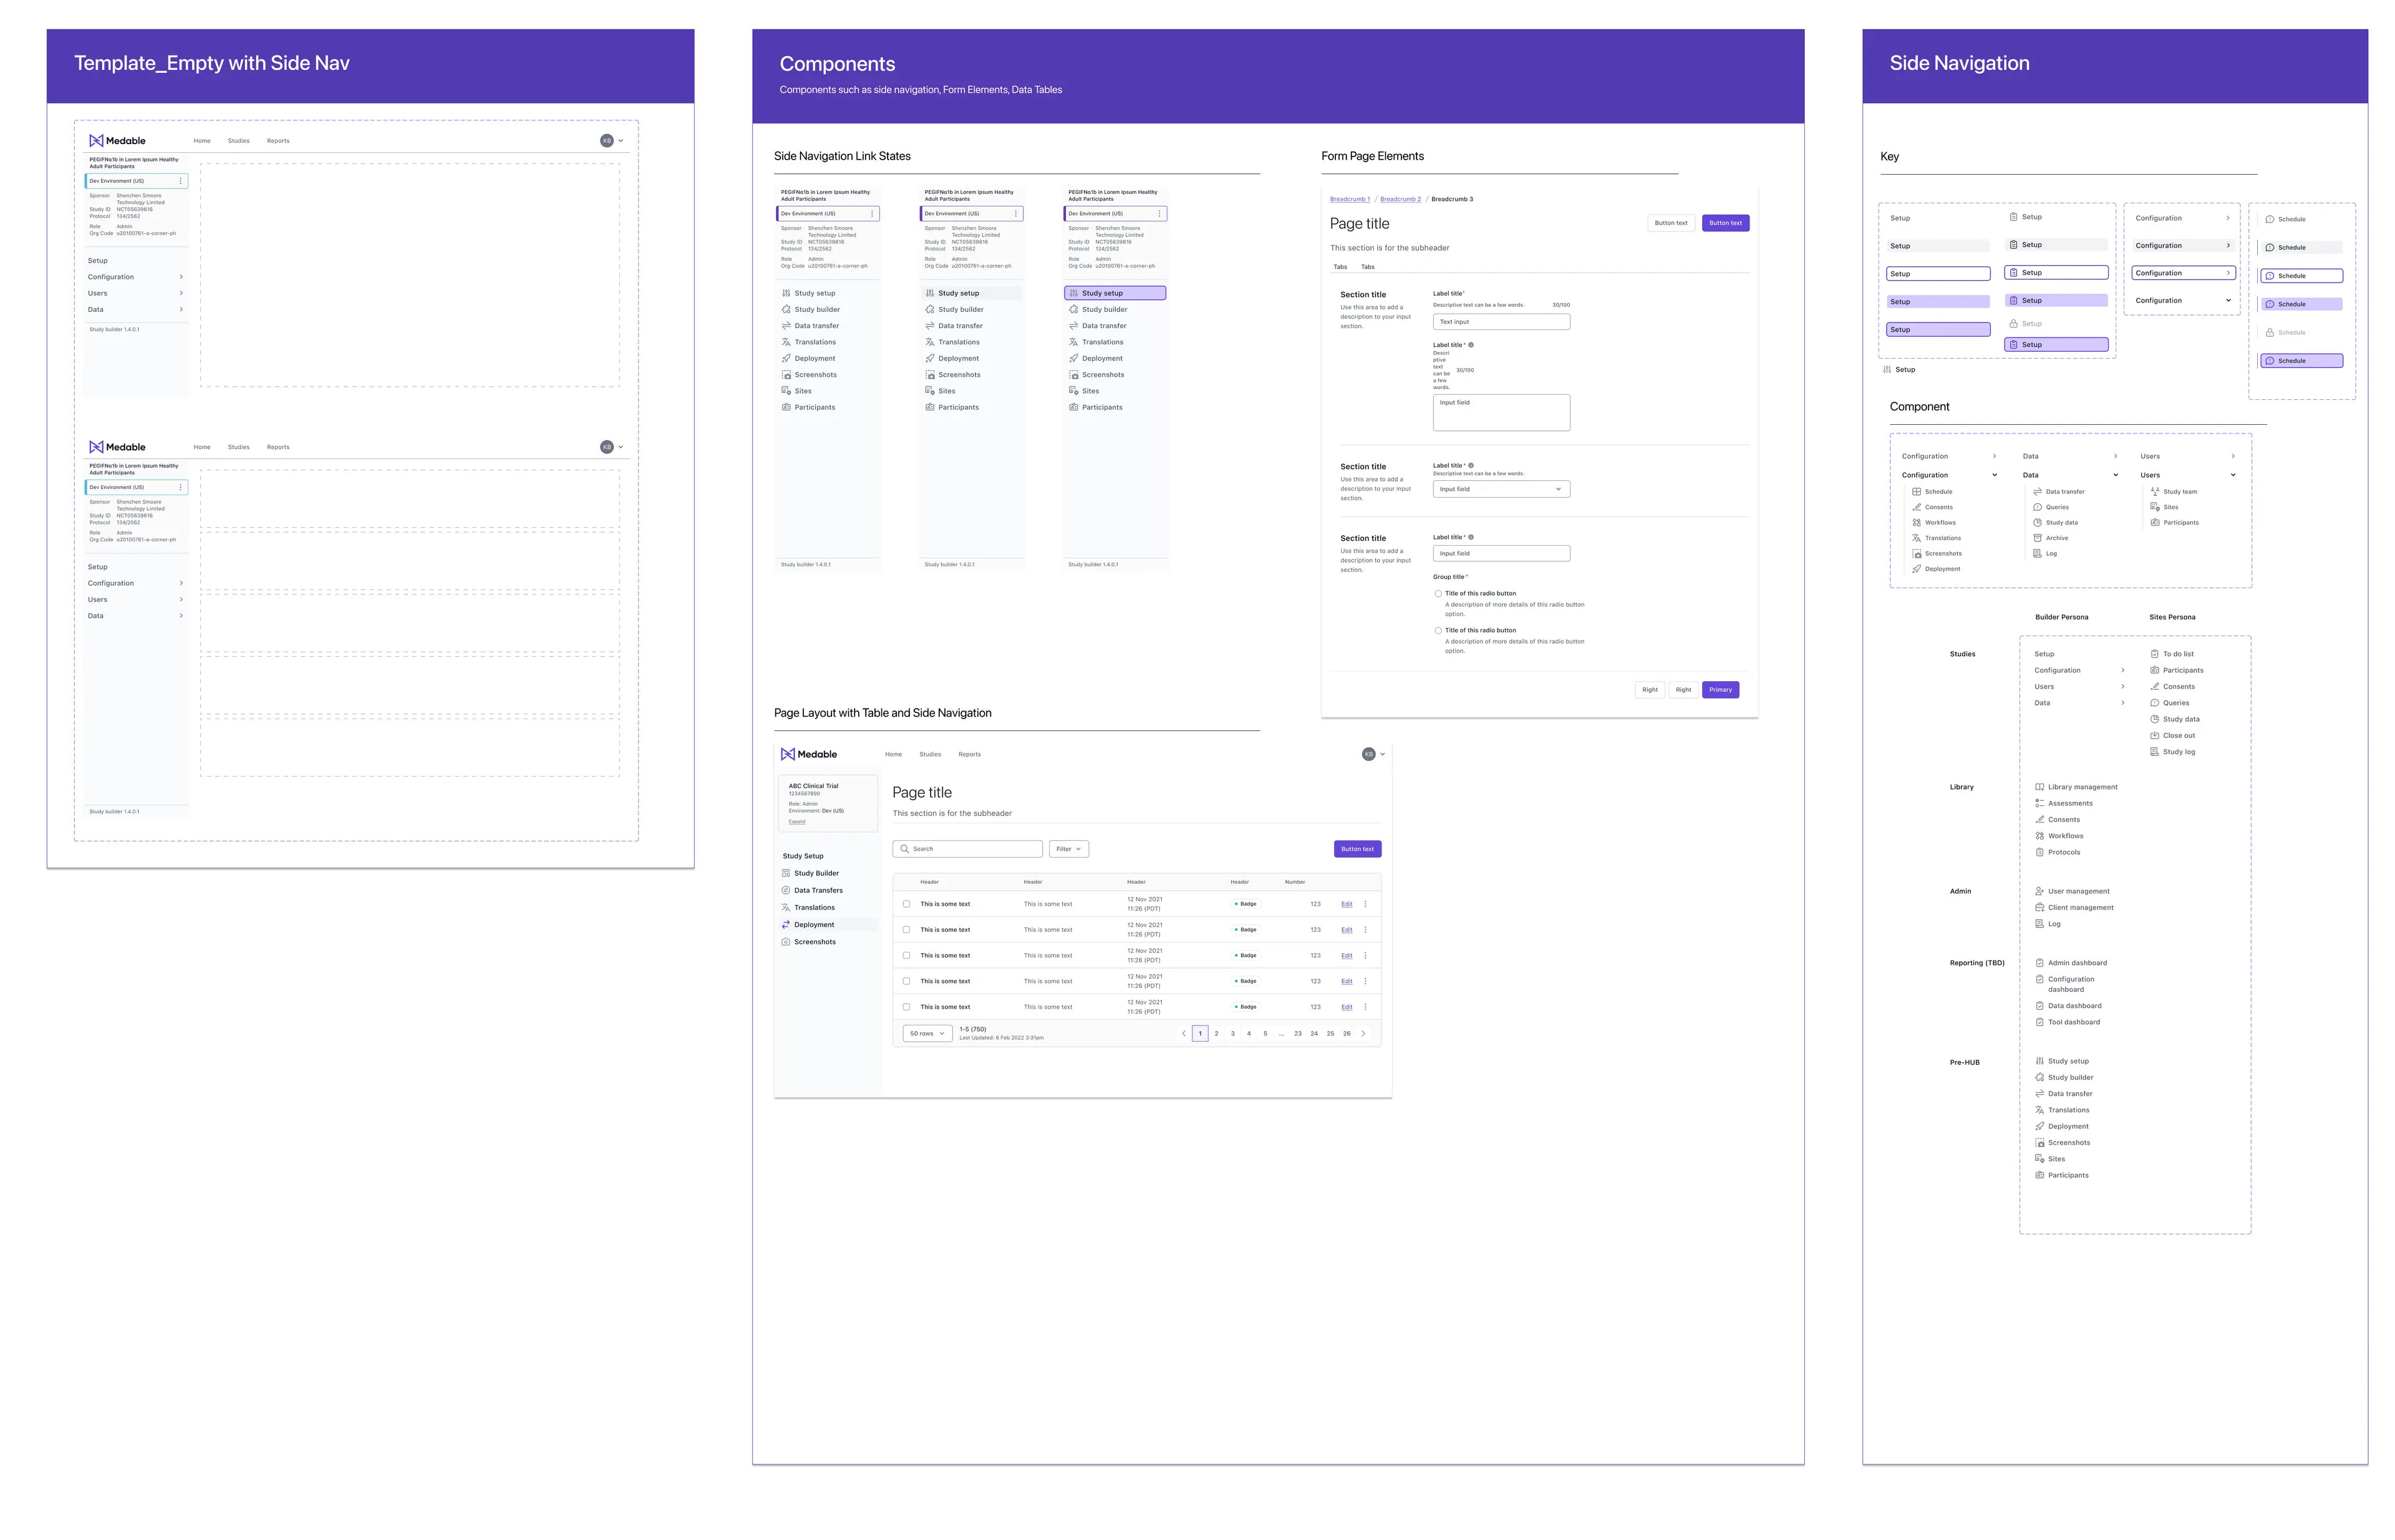 Template_Empty with Side Nav
Medable
Home
Studies
Reports
KB
PEGIFNα1b in Lorem Ipsum Healthy
Adult Participants
Dev Environment (US)
Sponsor Shenzhen Smoore
Technology Limited
Study ID NCT05639816
Protocol 134/2562
Role Admin
Org Code u20100761-a-corner-ph
Setup
Configuration
Users
Data
Study builder 1.4.0.1
Medable
Home
Studies
Reports
KB
PEGIFNα1b in Lorem Ipsum Healthy
Adult Participants
Dev Environment (US)
Sponsor Shenzhen Smoore
Technology Limited
Study ID NCT05639816
Protocol 134/2562
Role Admin
Org Code u20100761-a-corner-ph
Setup
Configuration
Users
Data
Study builder 1.4.0.1
Components
Components such as side navigation, Form Elements, Data Tables
Side Navigation Link States
PEGIFNα1b in Lorem Ipsum Healthy
Adult Participants
Dev Environment (US)
Sponsor Shenzhen Smoore
Technology Limited
Study ID NCT05639816
Protocol 134/2562
Role Admin
Org Code u20100761-a-corner-ph
Study setup
Study builder
Data transfer
Translations
Deployment
Screenshots
Sites
Participants
Study builder 1.4.0.1
PEGIFNα1b in Lorem Ipsum Healthy
Adult Participants
Dev Environment (US)
Sponsor Shenzhen Smoore
Technology Limited
Study ID NCT05639816
Protocol 134/2562
Role Admin
Org Code u20100761-a-corner-ph
Study setup
Study builder
Data transfer
Translations
Deployment
Screenshots
Sites
Participants
Study builder 1.4.0.1
PEGIFNα1b in Lorem Ipsum Healthy
Adult Participants
Dev Environment (US)
Sponsor Shenzhen Smoore
Technology Limited
Study ID NCT05639816
Protocol 134/2562
Role Admin
Org Code u20100761-a-corner-ph
Study setup
Study builder
Data transfer
Translations
Deployment
Screenshots
Sites
Participants
Study builder 1.4.0.1
Form Page Elements
Breadcrumb 1 / Breadcrumb 2 / Breadcrumb 3
Page title
Button text
Button text
This section is for the subheader
Tabs Tabs
Section title
Use this area to add a
description to your input
section.
Label title*
Descriptive text can be a few words. 30/100
Text input
Label title *
Descri
ptive
text
can be
a few
words.
30/100
Input field
Section title
Use this area to add a
description to your input
section.
Label title *
Descriptive text can be a few words.
Input field
Section title
Use this area to add a
description to your input
section.
Label title *
Input field
Group title *
Title of this radio button
A description of more details of this radio button
option.
Title of this radio button
A description of more details of this radio button
option.
Right
Right
Primary
Page Layout with Table and Side Navigation
Medable
Home
Studies
Reports
KB
ABC Clinical Trial
1234567890
Role: Admin
Environment: Dev (US)
Expand
Study Setup
Study Builder
Data Transfers
Translations
Deployment
Screenshots
Page title
This section is for the subheader
Search
Filter
Button text
Header Header Header Header Number
This is some text This is some text 12 Nov 2021 Badge 123 Edit
11:26 (PDT)
This is some text This is some text 12 Nov 2021 Badge 123 Edit
11:26 (PDT)
This is some text This is some text 12 Nov 2021 Badge 123 Edit
11:26 (PDT)
This is some text This is some text 12 Nov 2021 Badge 123 Edit
11:26 (PDT)
This is some text This is some text 12 Nov 2021 Badge 123 Edit
11:26 (PDT)
50 rows
1-5 (750)
Last Updated: 6 Feb 2022 3:31pm
1 2 3 4 5 ... 23 24 25 26
Side Navigation
Key
Setup
Setup
Setup
Setup
Setup
Setup
Setup
Setup
Setup
Setup
Setup
Configuration
Configuration
Configuration
Configuration
Schedule
Schedule
Schedule
Schedule
Schedule
Schedule
Setup
Component
Configuration
Configuration
Schedule
Consents
Workflows
Translations
Screenshots
Deployment
Data
Data
Data transfer
Queries
Study data
Archive
Log
Users
Users
Study team
Sites
Participants
Builder Persona
Sites Persona
Studies
Setup
Configuration
Users
Data
To do list
Participants
Consents
Queries
Study data
Close out
Study log
Library
Library management
Assessments
Consents
Workflows
Protocols
Admin
User management
Client management
Log
Reporting (TBD)
Admin dashboard
Configuration
dashboard
Data dashboard
Tool dashboard
Pre-HUB
Study setup
Study builder
Data transfer
Translations
Deployment
Screenshots
Sites
Participants